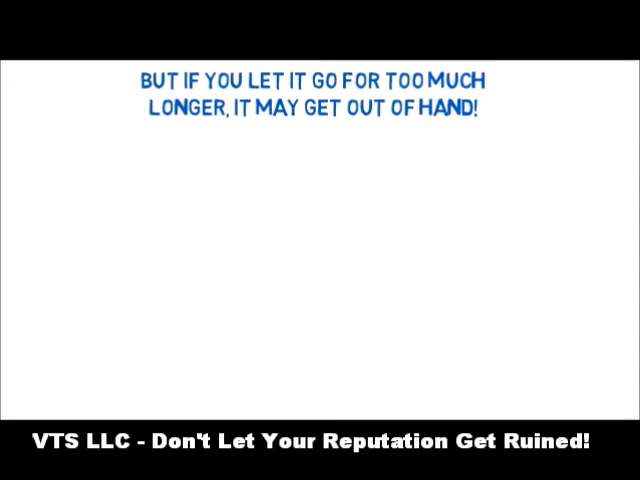 BUT IF YOU LET IT GO FOR TOO MUCH
LONGER, IT MAY GET OUT OF HAND!
VTS LLC - Don't Let Your Reputation Get Ruined!